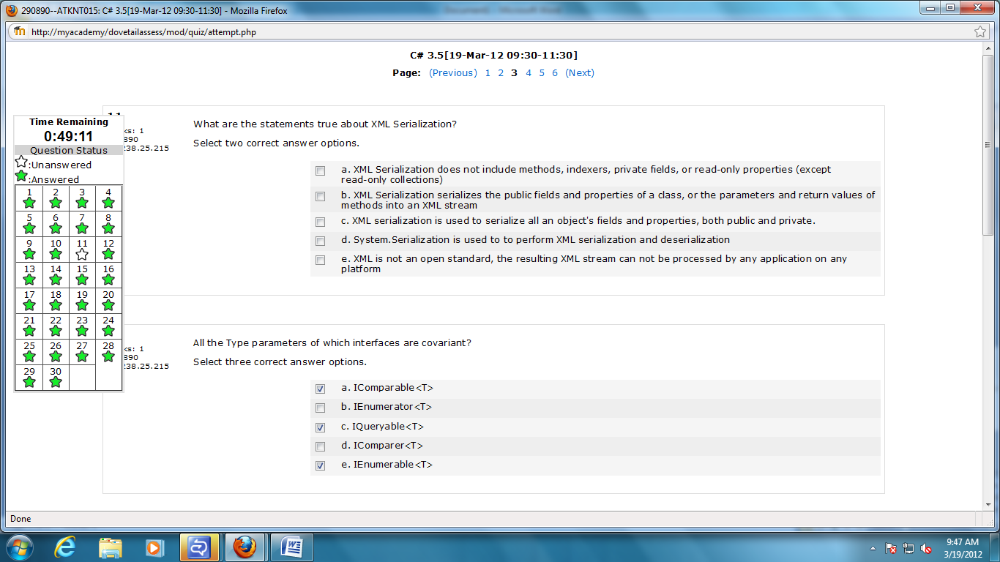 290890--ATKNT015: C# 3.5[19-Mar-12 09:30-11:30] - Mozilla Firefox
http://myacademy/dovetailassess/mod/quiz/attempt.php
C# 3.5[19-Mar-12 09:30-11:30]
Page: (Previous) 1 2 3 4 5 6 (Next)
Time Remaining
0:49:11
Question Status
:Unanswered
:Answered
1 2 3 4
5 6 7 8
9 10 11 12
13 14 15 16
17 18 19 20
21 22 23 24
25 26 27 28
29 30
ks: 1
890
238.25.215
What are the statements true about XML Serialization?
Select two correct answer options.
a. XML Serialization does not include methods, indexers, private fields, or read-only properties (except
read-only collections)
b. XML Serialization serializes the public fields and properties of a class, or the parameters and return values of
methods into an XML stream
c. XML serialization is used to serialize all an object's fields and properties, both public and private.
d. System.Serialization is used to to perform XML serialization and deserialization
e. XML is not an open standard, the resulting XML stream can not be processed by any application on any
platform
ks: 1
890
238.25.215
All the Type parameters of which interfaces are covariant?
Select three correct answer options.
a. IComparable<T>
b. IEnumerator<T>
c. IQueryable<T>
d. IComparer<T>
e. IEnumerable<T>
Done
9:47 AM
3/19/2012